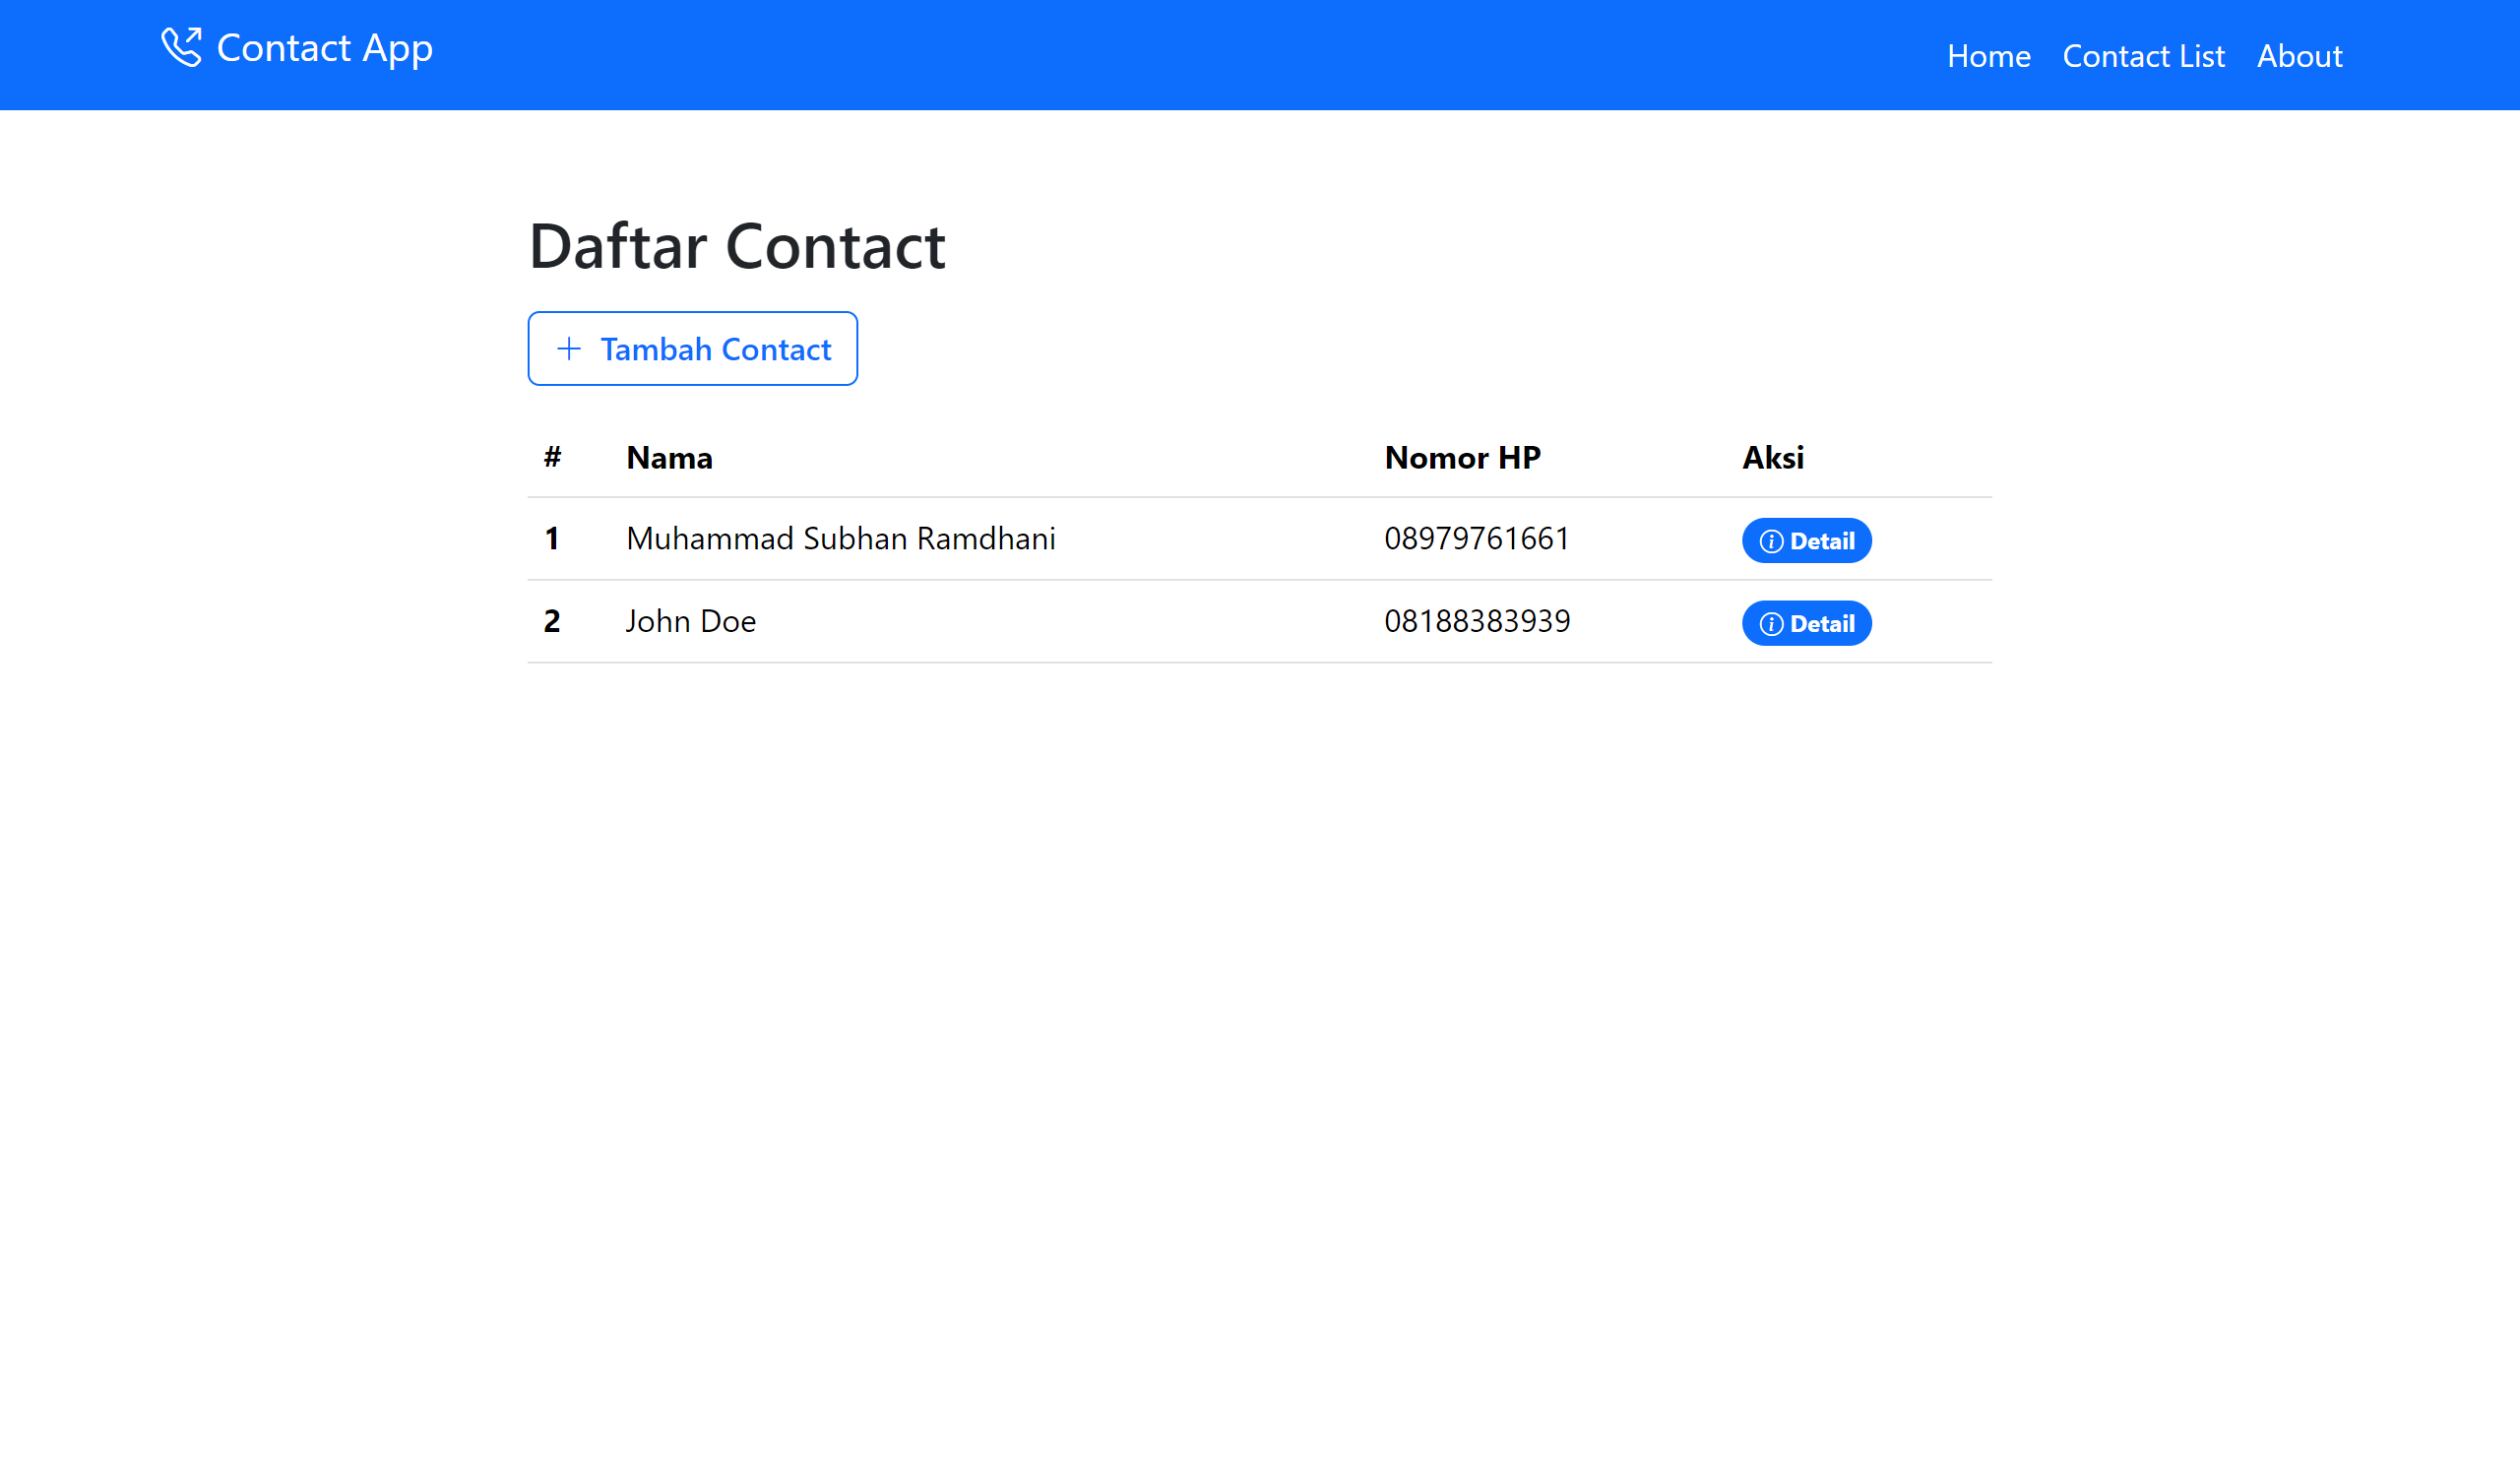 Contact App
Home Contact List About
Daftar Contact
+ Tambah Contact
# Nama Nomor HP Aksi
1 Muhammad Subhan Ramdhani 08979761661 Detail
2 John Doe 08188383939 Detail